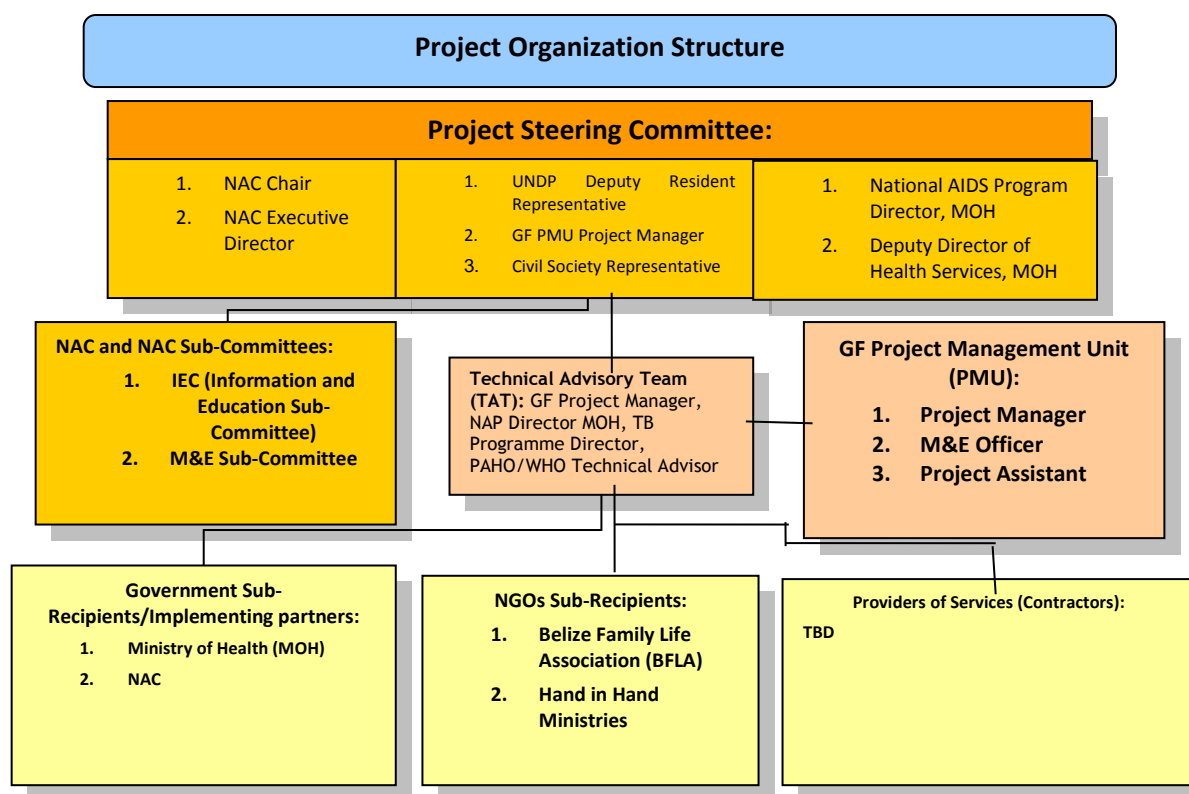 Project Organization Structure
Project Steering Committee:
1. NAC Chair
2. NAC Executive
Director
1. UNDP Deputy Resident
Representative
2. GF PMU Project Manager
3. Civil Society Representative
1. National AIDS Program
Director, MOH
2. Deputy Director of
Health Services, MOH
NAC and NAC Sub-Committees:
1. IEC (Information and
Education Sub-
Committee)
2. M&E Sub-Committee
Technical Advisory Team
(TAT): GF Project Manager,
NAP Director MOH, TB
Programme Director,
PAHO/WHO Technical Advisor
GF Project Management Unit
(PMU):
1. Project Manager
2. M&E Officer
3. Project Assistant
Government Sub-
Recipients/Implementing partners:
1. Ministry of Health (MOH)
2. NAC
NGOs Sub-Recipients:
1. Belize Family Life
Association (BFLA)
2. Hand in Hand
Ministries
Providers of Services (Contractors):
TBD